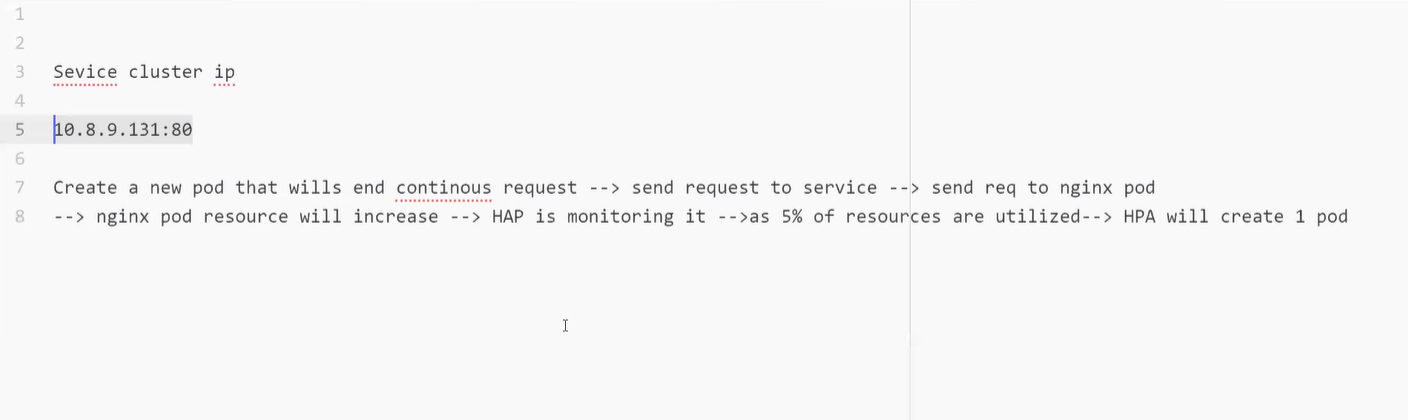 1
2
3 Sevice cluster ip
4
5 10.8.9.131:80
6
7 Create a new pod that wills end continous request --> send request to service --> send req to nginx pod
8 --> nginx pod resource will increase --> HAP is monitoring it -->as 5% of resources are utilized--> HPA will create 1 pod